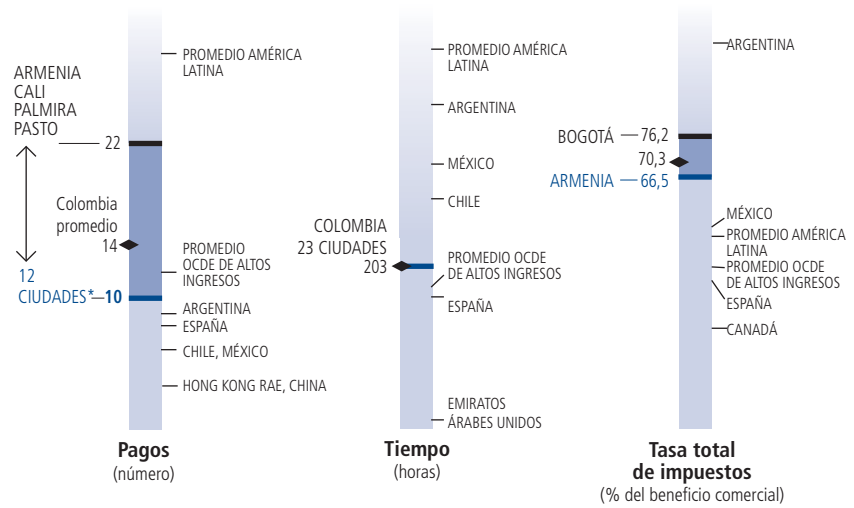 PROMEDIO AMÉRICA
LATINA
ARMENIA
CALI
PALMIRA
PASTO
22
Colombia
promedio
14
PROMEDIO
OCDE DE ALTOS
INGRESOS
12
CIUDADES*
10
ARGENTINA
ESPAÑA
CHILE, MÉXICO
HONG KONG RAE, CHINA
Pagos
(número)
PROMEDIO AMÉRICA
LATINA
ARGENTINA
MÉXICO
CHILE
COLOMBIA
23 CIUDADES
203
PROMEDIO OCDE
DE ALTOS INGRESOS
ESPAÑA
EMIRATOS
ÁRABES UNIDOS
Tiempo
(horas)
ARGENTINA
BOGOTÁ 76,2
70,3
ARMENIA 66,5
MÉXICO
PROMEDIO AMÉRICA
LATINA
PROMEDIO OCDE
DE ALTOS INGRESOS
ESPAÑA
CANADÁ
Tasa total
de impuestos
(% del beneficio comercial)